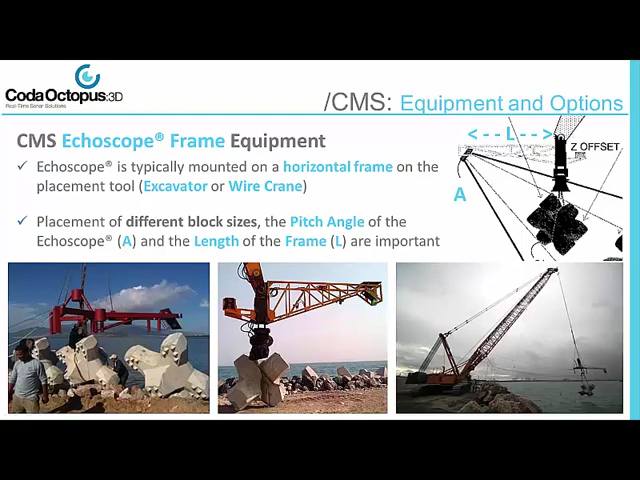 CodaOctopus:3D
Real-Time Sonar Solutions
/CMS: Equipment and Options
CMS Echoscope® Frame Equipment
✓ Echoscope® is typically mounted on a horizontal frame on the
placement tool (Excavator or Wire Crane)
✓ Placement of different block sizes, the Pitch Angle of the
Echoscope® (A) and the Length of the Frame (L) are important
<--L-->
Z OFFSET
A